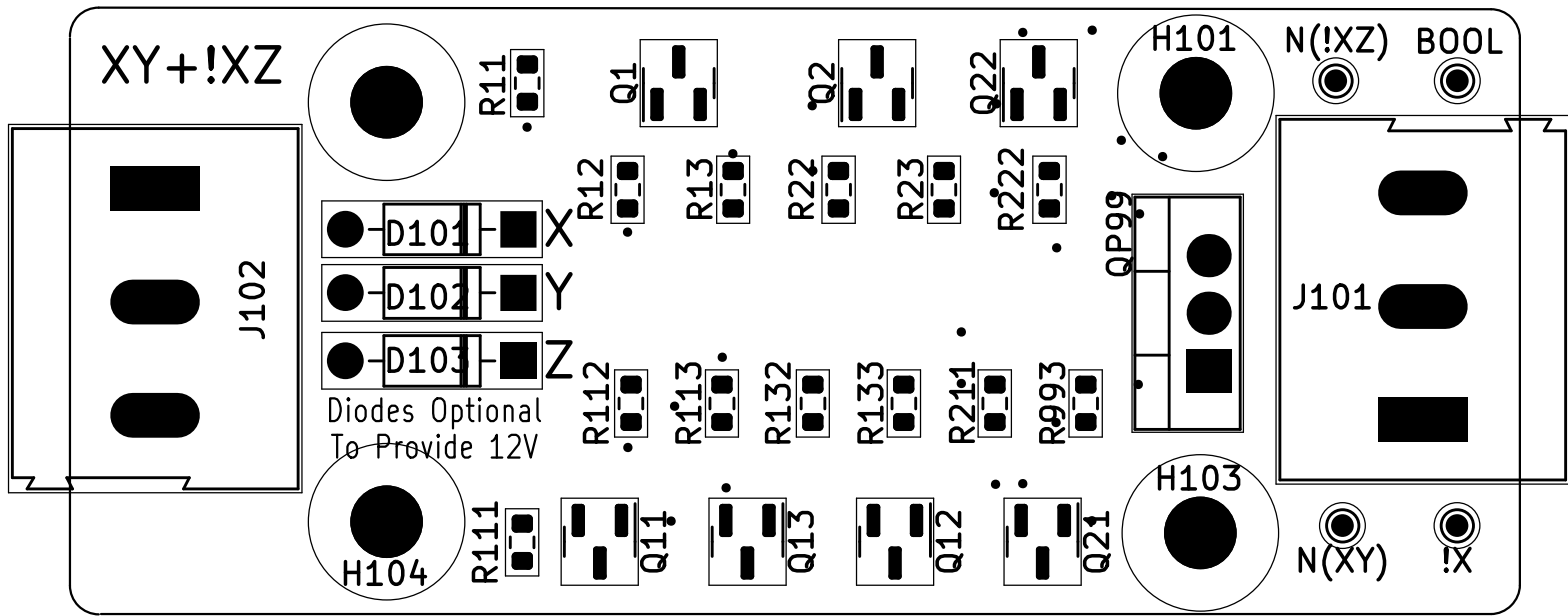 XY+!XZ
R11
Q1
Q2
Q22
H101
N(!XZ)
BOOL
R12
R13
R22
R23
R222
QP99
D101
X
D102
Y
D103
Z
J102
J101
Diodes Optional
To Provide 12V
R112
R113
R132
R133
R211
R993
H104
R111
Q11
Q13
Q12
Q21
H103
N(XY)
!X